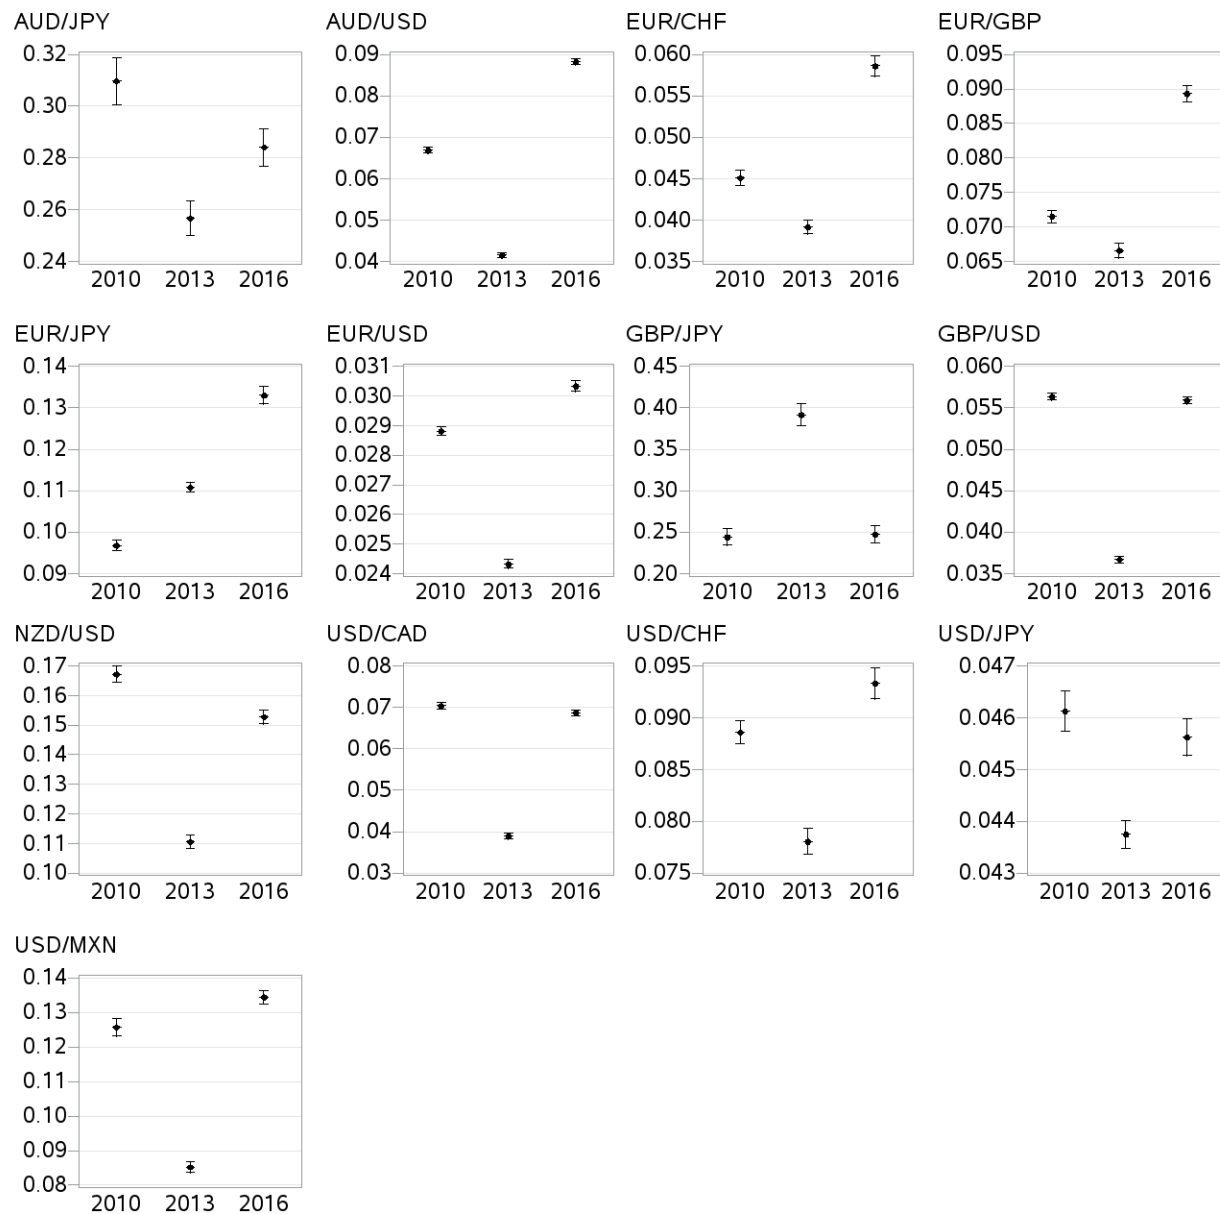 AUD/JPY AUD/USD EUR/CHF EUR/GBP
0.32 0.09 0.060 0.095
0.30 0.08 0.055 0.090
0.28 0.07 0.050 0.085
0.26 0.06 0.045 0.080
0.24 0.05 0.040 0.075
0.04 0.035 0.070
0.065
2010 2013 2016 2010 2013 2016 2010 2013 2016 2010 2013 2016
EUR/JPY EUR/USD GBP/JPY GBP/USD
0.14 0.031 0.45 0.060
0.13 0.030 0.40 0.055
0.12 0.029 0.35 0.050
0.11 0.028 0.30 0.045
0.10 0.027 0.25 0.040
0.09 0.026 0.20 0.035
0.025
0.024
2010 2013 2016 2010 2013 2016 2010 2013 2016 2010 2013 2016
NZD/USD USD/CAD USD/CHF USD/JPY
0.17 0.08 0.095 0.047
0.16 0.07 0.090 0.046
0.15 0.06 0.085 0.045
0.14 0.05 0.080 0.044
0.13 0.04 0.075 0.043
0.12 0.03
0.11
0.10
2010 2013 2016 2010 2013 2016 2010 2013 2016 2010 2013 2016
USD/MXN
0.14
0.13
0.12
0.11
0.10
0.09
0.08
2010 2013 2016